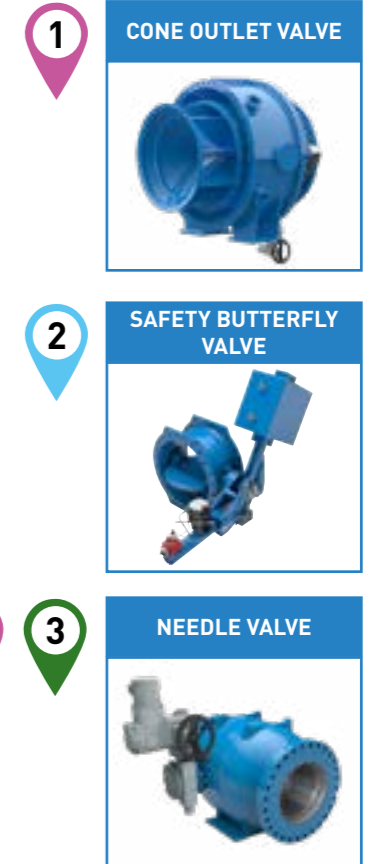 1
CONE OUTLET VALVE
2
SAFETY BUTTERFLY
VALVE
3
NEEDLE VALVE